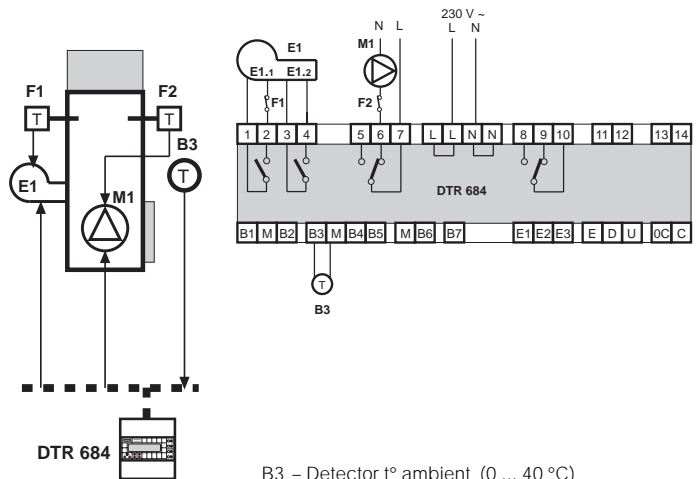 F1
F2
T
T
B3
T
E1
M1
DTR 684
230 V ~
N L L N
M1
E1
E1.1 E1.2
F1
F2
1 2 3 4 5 6 7 L L N N 8 9 10 11 12 13 14
DTR 684
B1 M B2 B3 M B4 B5 M B6 B7 E1 E2 E3 E D U 0C C
T
B3
B3 – Detector t° ambient (0 ... 40 °C)